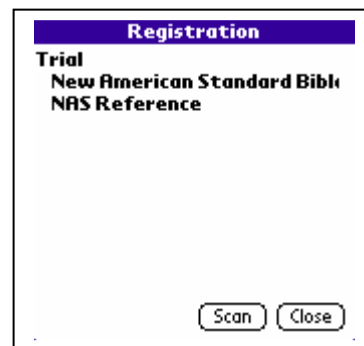 Registration
Trial
New American Standard Bibl
NAS Reference
Scan Close